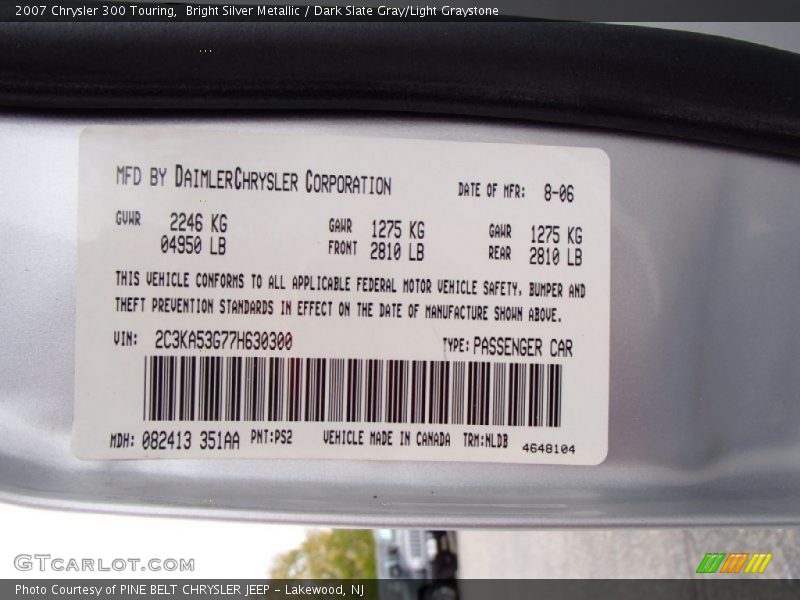 2007 Chrysler 300 Touring,  Bright Silver Metallic / Dark Slate Gray/Light Graystone
MFD BY DAIMLERCHRYSLER CORPORATION DATE OF MFR: 8-06
GVWR 2246 KG GAWR 1275 KG GAWR 1275 KG
04950 LB FRONT 2810 LB REAR 2810 LB
THIS VEHICLE CONFORMS TO ALL APPLICABLE FEDERAL MOTOR VEHICLE SAFETY, BUMPER AND
THEFT PREVENTION STANDARDS IN EFFECT ON THE DATE OF MANUFACTURE SHOWN ABOVE.
VIN: 2C3KA53G77H630300 TYPE: PASSENGER CAR
MDH: 082413 351AA PNT:PS2 VEHICLE MADE IN CANADA TRM:NLDB
4648104
GTCARLOT.COM
Photo Courtesy of PINE BELT CHRYSLER JEEP - Lakewood, NJ